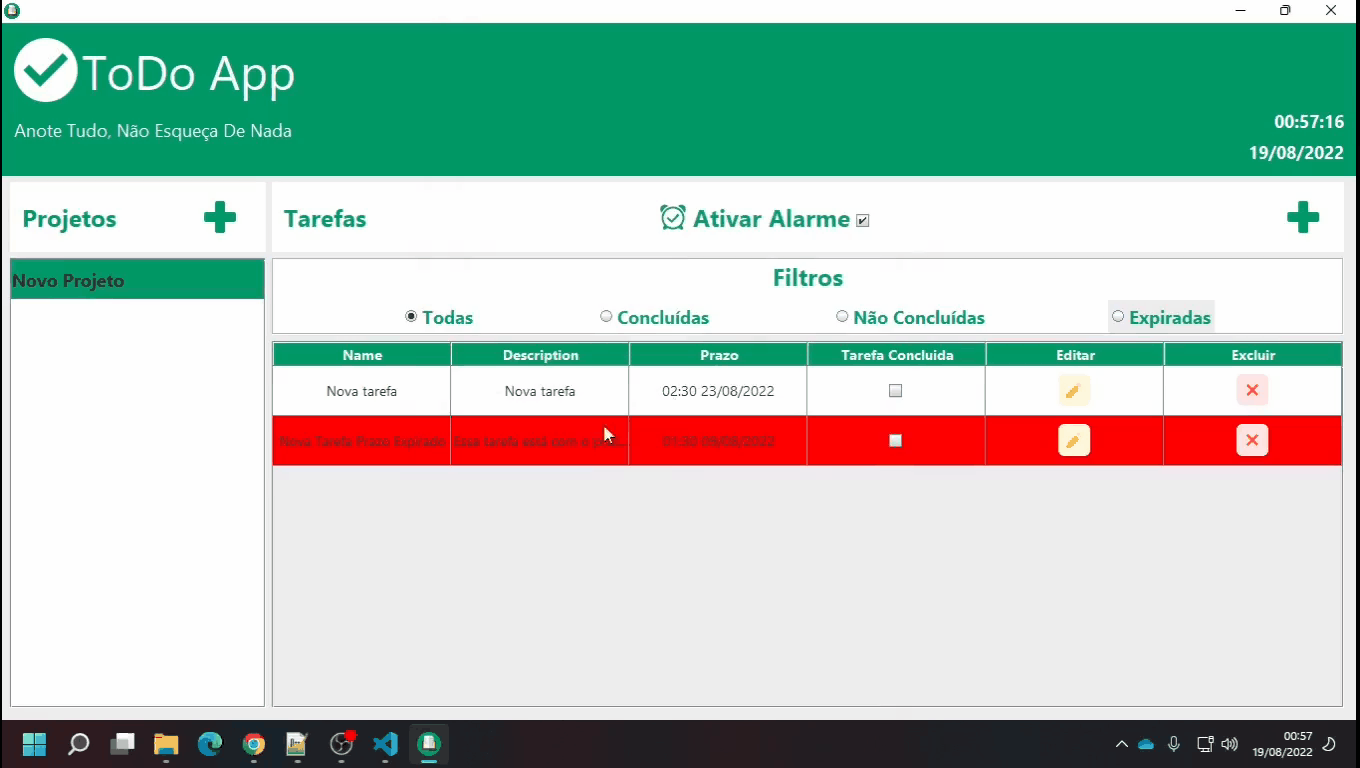 ToDo App
Anote Tudo, Não Esqueça De Nada
00:57:16
19/08/2022
Projetos
Tarefas
Ativar Alarme
Novo Projeto
Filtros
Todas Concluídas Não Concluídas Expiradas
Name Description Prazo Tarefa Concluida Editar Excluir
Nova tarefa Nova tarefa 02:30 23/08/2022
Nova Tarefa Prazo Expirado Essa tarefa está com o 01:30 09/08/2022
00:57
19/08/2022